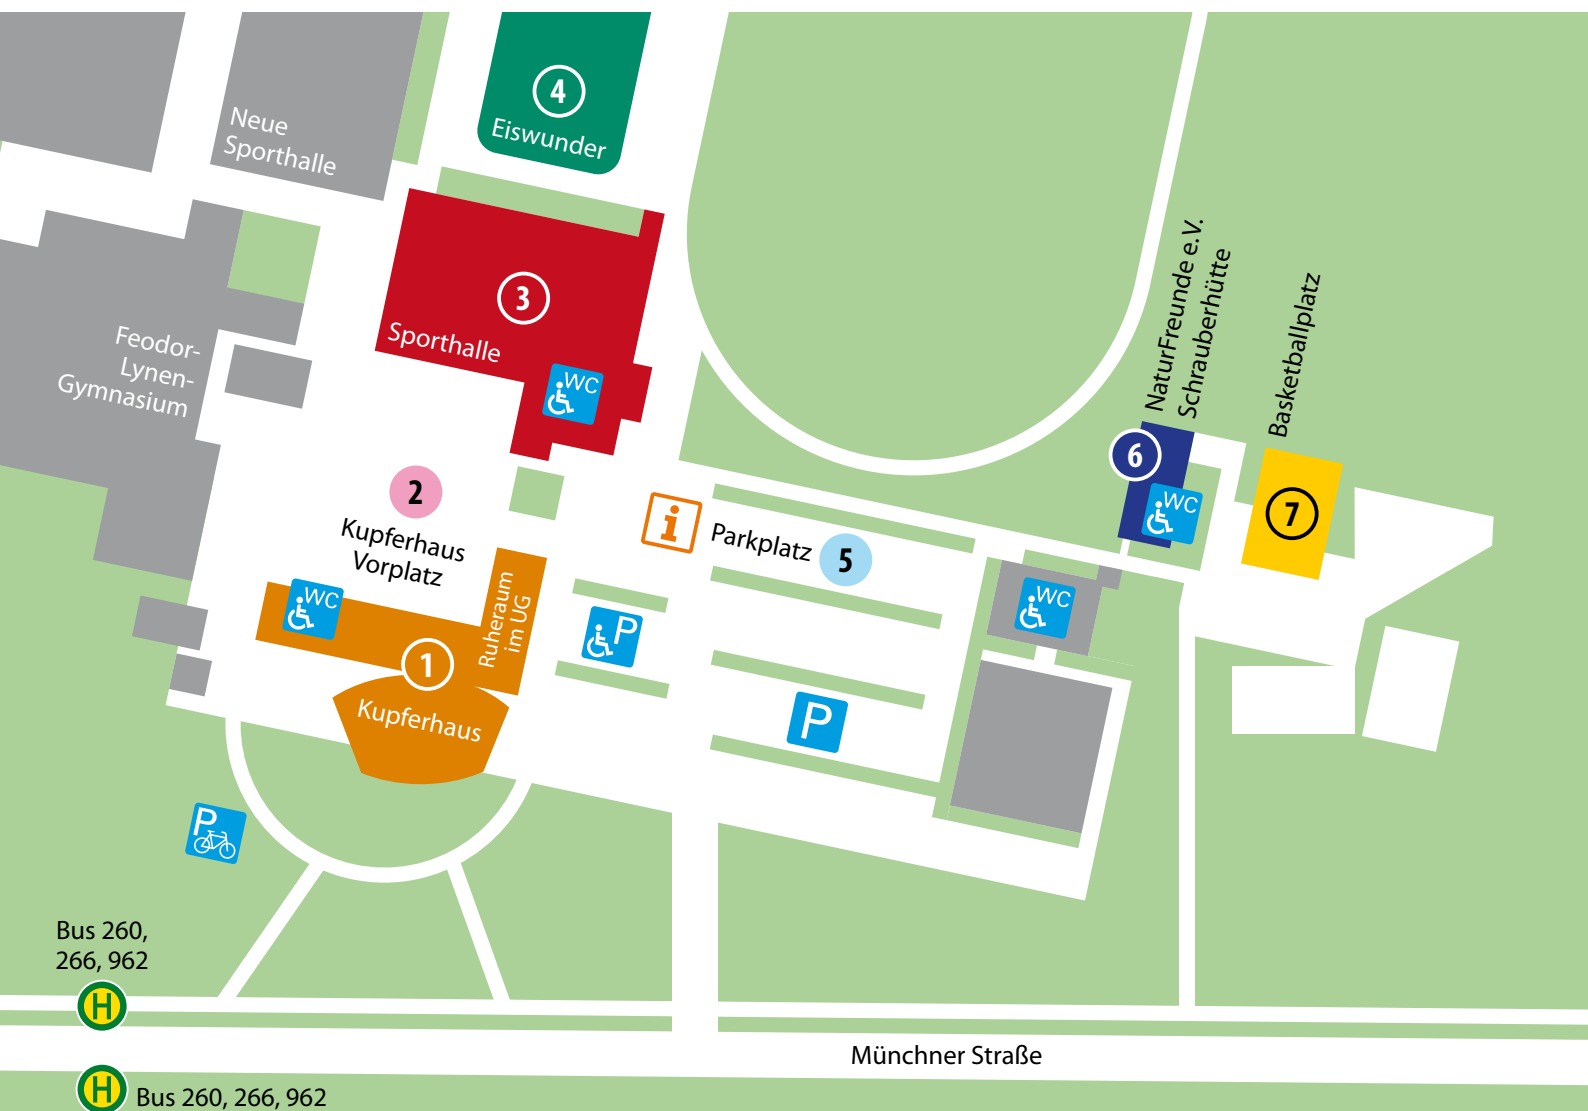 4
Eiswunder
Neue
Sporthalle
3
Sporthalle
WC
Feodor-
Lynen-
Gymnasium
NaturFreunde e.V.
Schrauberhütte
Basketballplatz
6
WC
7
2
Kupferhaus
Vorplatz
i
Parkplatz
5
WC
Ruheraum
im UG
P
WC
1
Kupferhaus
P
P
Bus 260,
266, 962
H
Münchner Straße
H
Bus 260, 266, 962